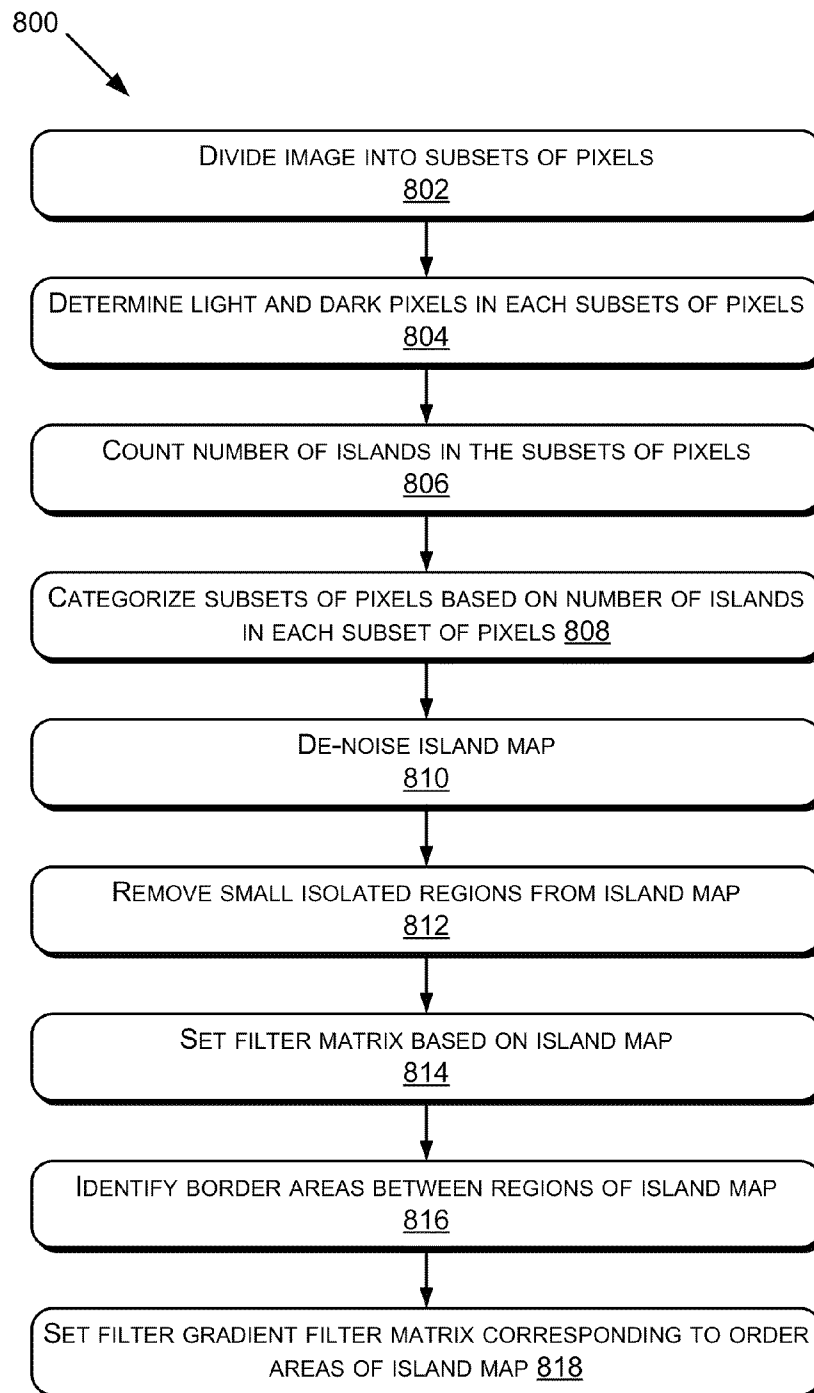 800
DIVIDE IMAGE INTO SUBSETS OF PIXELS
802
DETERMINE LIGHT AND DARK PIXELS IN EACH SUBSETS OF PIXELS
804
COUNT NUMBER OF ISLANDS IN THE SUBSETS OF PIXELS
806
CATEGORIZE SUBSETS OF PIXELS BASED ON NUMBER OF ISLANDS
IN EACH SUBSET OF PIXELS 808
DE-NOISE ISLAND MAP
810
REMOVE SMALL ISOLATED REGIONS FROM ISLAND MAP
812
SET FILTER MATRIX BASED ON ISLAND MAP
814
IDENTIFY BORDER AREAS BETWEEN REGIONS OF ISLAND MAP
816
SET FILTER GRADIENT FILTER MATRIX CORRESPONDING TO ORDER
AREAS OF ISLAND MAP 818